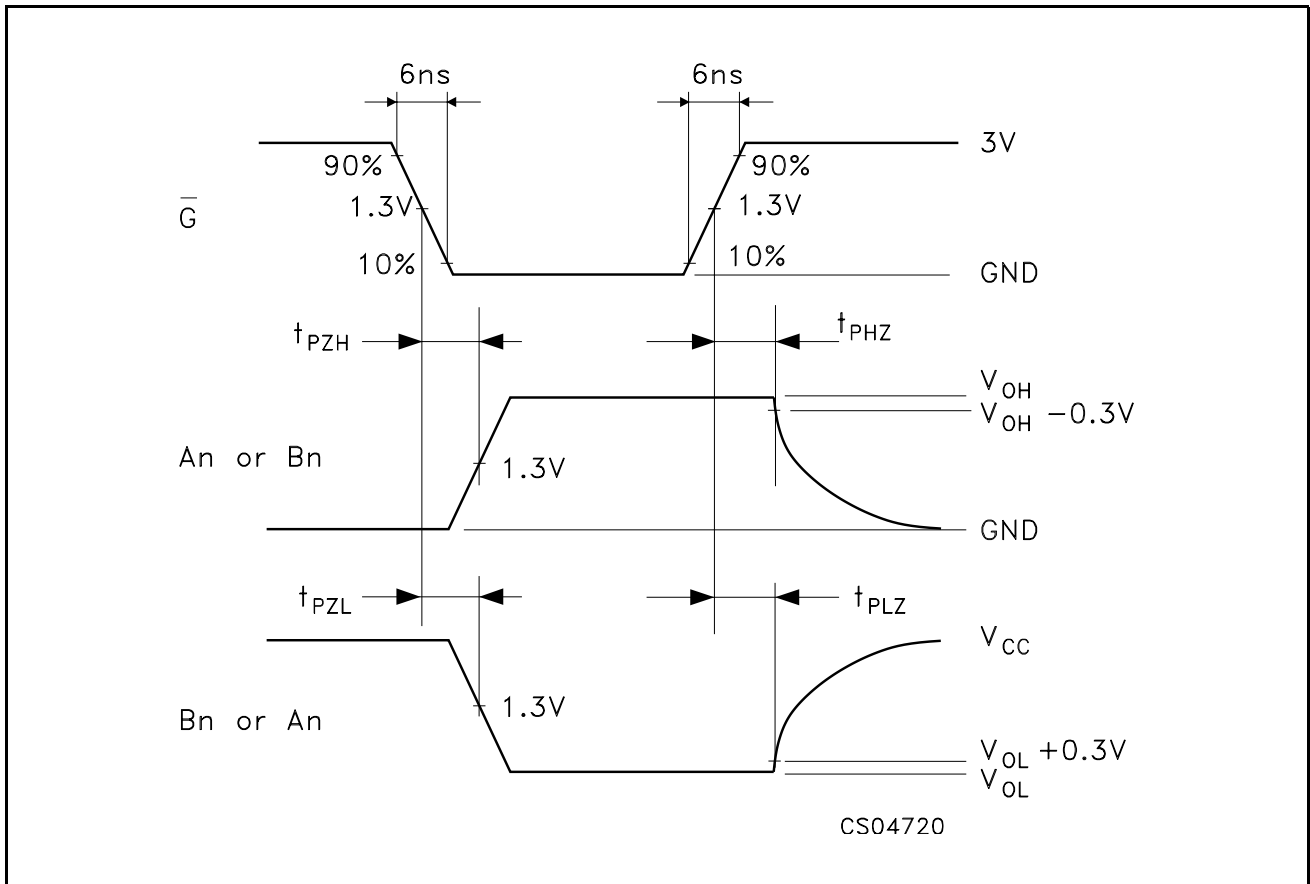 6ns 6ns
3V
90% 90%
G̅ 1.3V 1.3V
10% 10%
GND
tPZH tPHZ
VOH
VOH −0.3V
An or Bn 1.3V
GND
tPZL tPLZ
VCC
Bn or An 1.3V
VOL +0.3V
VOL
CS04720